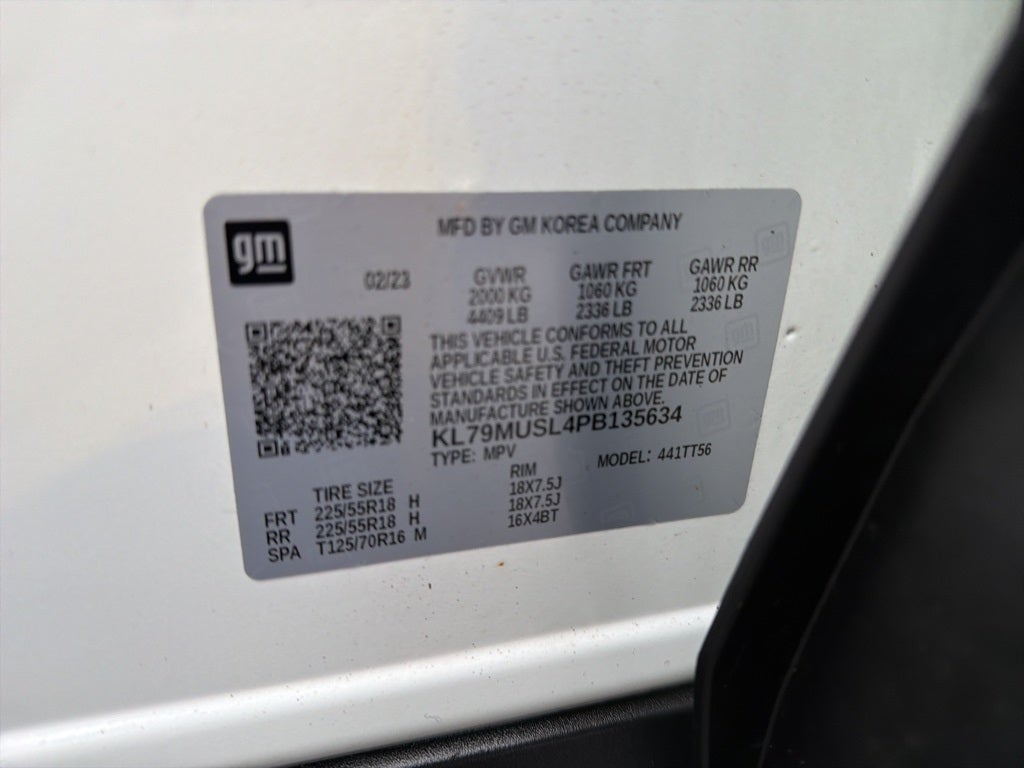 gm
MFD BY GM KOREA COMPANY
02/23
GVWR GAWR FRT GAWR RR
2000 KG 1060 KG 1060 KG
4409 LB 2336 LB 2336 LB
THIS VEHICLE CONFORMS TO ALL
APPLICABLE U.S. FEDERAL MOTOR
VEHICLE SAFETY AND THEFT PREVENTION
STANDARDS IN EFFECT ON THE DATE OF
MANUFACTURE SHOWN ABOVE.
KL79MUSL4PB135634
TYPE: MPV MODEL: 441TT56
TIRE SIZE RIM
FRT 225/55R18 H 18X7.5J
RR 225/55R18 H 18X7.5J
SPA T125/70R16 M 16X4BT